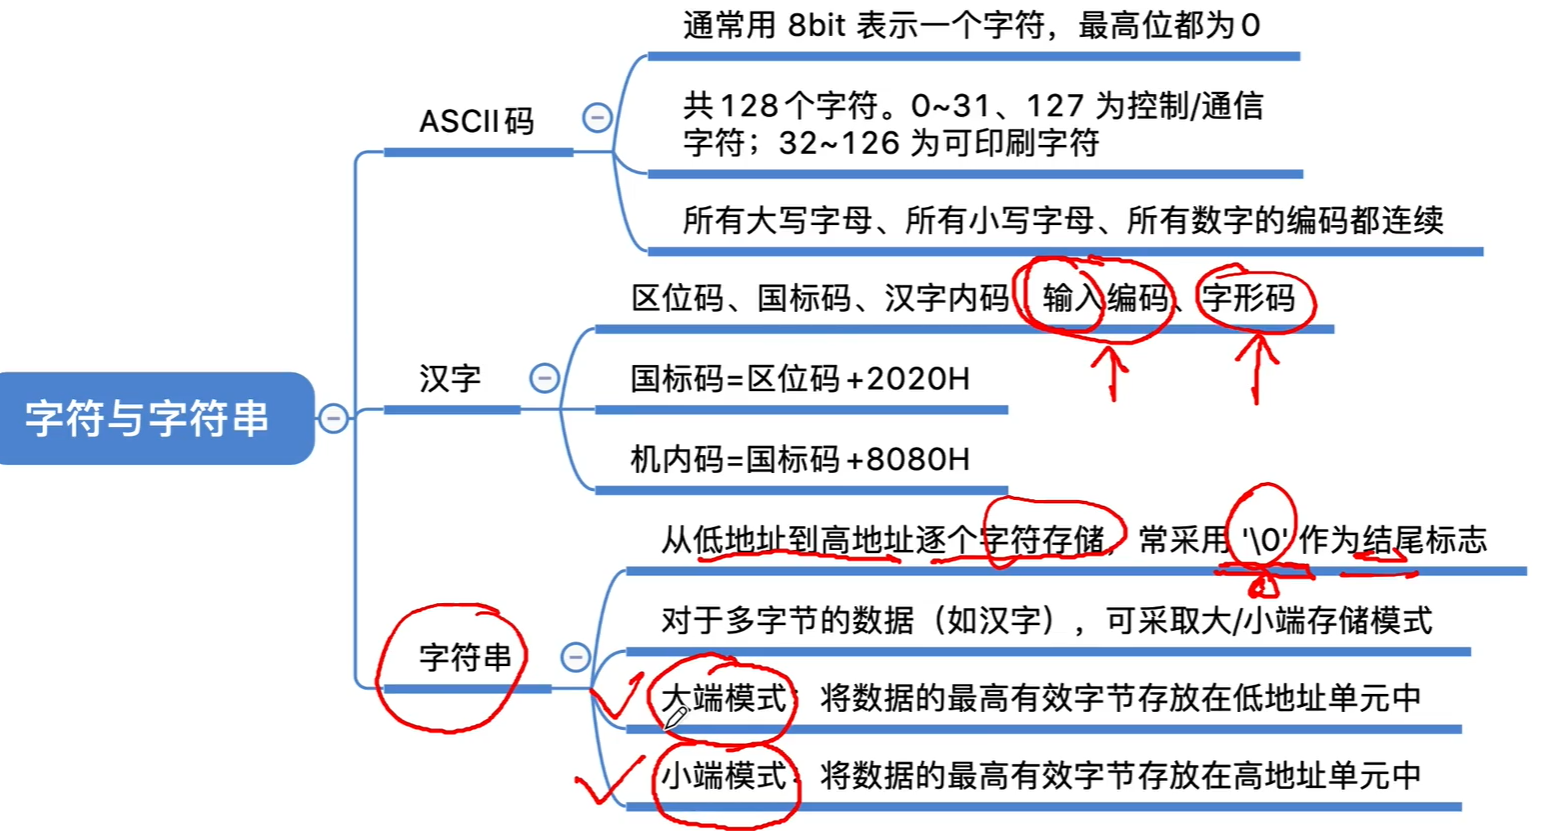 通常用 8bit 表示一个字符，最高位都为0
ASCII码
共128个字符。0~31、127 为控制/通信
字符；32~126 为可印刷字符
所有大写字母、所有小写字母、所有数字的编码都连续
区位码、国标码、汉字内码、输入编码、字形码
汉字
国标码=区位码+2020H
字符与字符串
机内码=国标码+8080H
从低地址到高地址逐个字符存储，常采用 '\0' 作为结尾标志
对于多字节的数据（如汉字），可采取大/小端存储模式
字符串
大端模式：将数据的最高有效字节存放在低地址单元中
小端模式：将数据的最高有效字节存放在高地址单元中